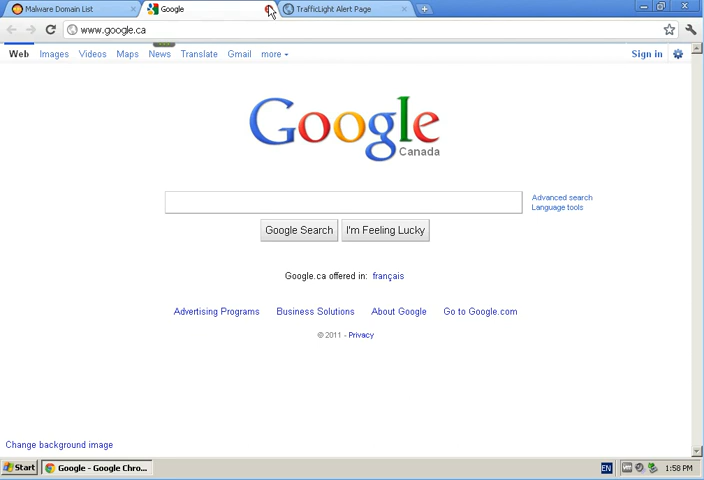 Malware Domain List
Google
TrafficLight Alert Page
www.google.ca
Web Images Videos Maps News Translate Gmail more
Sign in
Google
Canada
Advanced search
Language tools
Google Search I'm Feeling Lucky
Google.ca offered in: français
Advertising Programs Business Solutions About Google Go to Google.com
© 2011 - Privacy
Change background image
Start
Google - Google Chro...
EN
1:58 PM